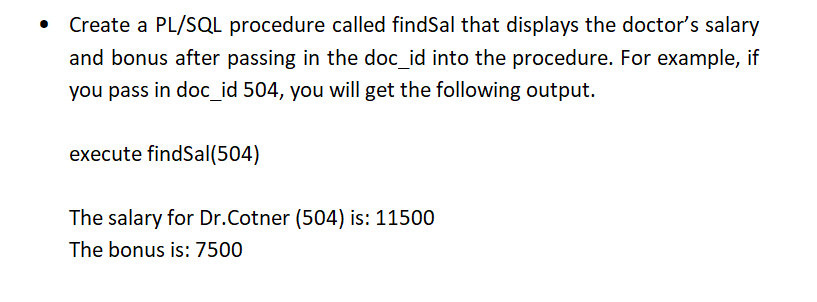 • Create a PL/SQL procedure called findSal that displays the doctor’s salary
and bonus after passing in the doc_id into the procedure. For example, if
you pass in doc_id 504, you will get the following output.
execute findSal(504)
The salary for Dr.Cotner (504) is: 11500
The bonus is: 7500